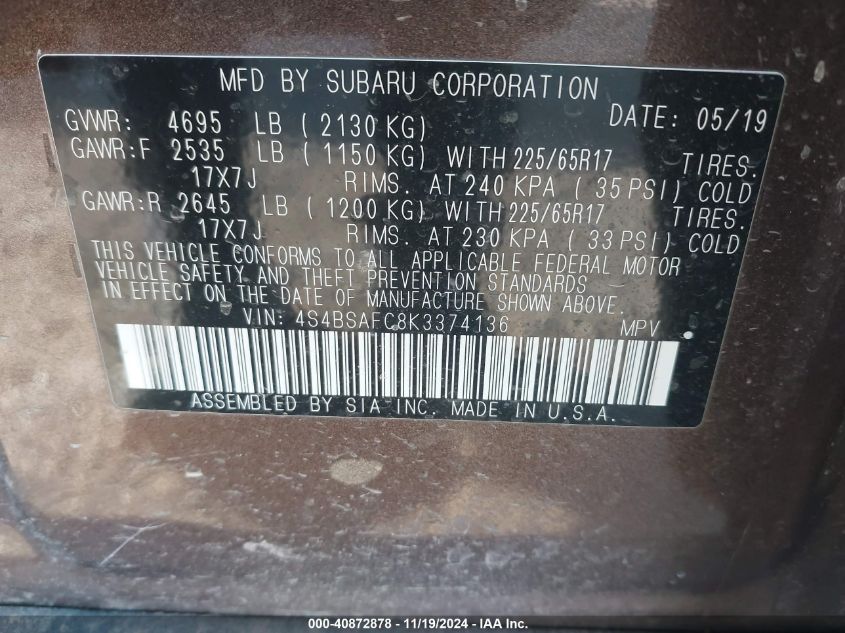 MFD BY SUBARU CORPORATION
GVWR: 4695 LB ( 2130 KG) DATE: 05/19
GAWR:F 2535 LB ( 1150 KG) WITH 225/65R17 TIRES.
17X7J RIMS. AT 240 KPA ( 35 PSI) COLD
GAWR:R 2645 LB ( 1200 KG) WITH 225/65R17 TIRES.
17X7J RIMS. AT 230 KPA ( 33 PSI) COLD
THIS VEHICLE CONFORMS TO ALL APPLICABLE FEDERAL MOTOR
VEHICLE SAFETY AND THEFT PREVENTION STANDARDS
IN EFFECT ON THE DATE OF MANUFACTURE SHOWN ABOVE.
VIN: 4S4BSAFC8K3374136 MPV
ASSEMBLED BY SIA INC. MADE IN U.S.A.
000-40872878 - 11/19/2024 - IAA Inc.